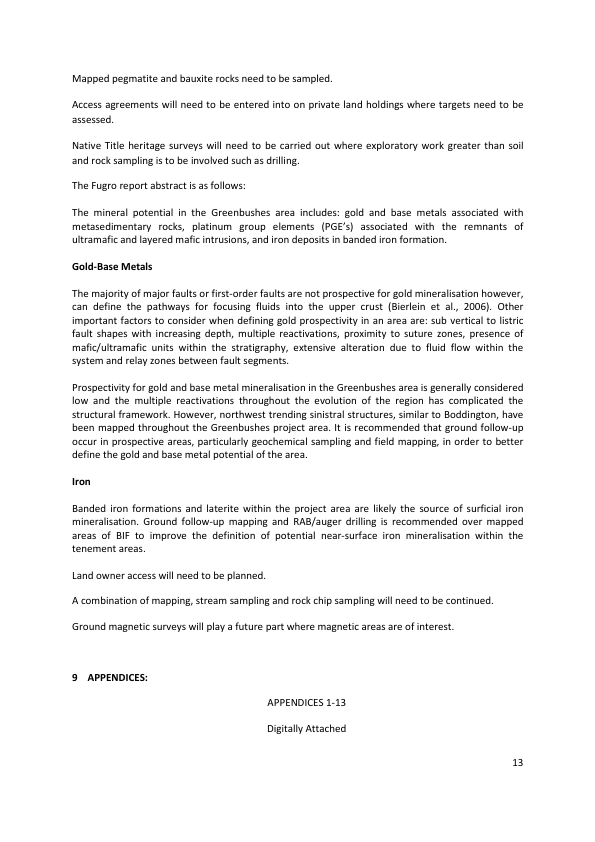 Mapped pegmatite and bauxite rocks need to be sampled.
Access agreements will need to be entered into on private land holdings where targets need to be
assessed.
Native Title heritage surveys will need to be carried out where exploratory work greater than soil
and rock sampling is to be involved such as drilling.
The Fugro report abstract is as follows:
The mineral potential in the Greenbushes area includes: gold and base metals associated with
metasedimentary rocks, platinum group elements (PGE’s) associated with the remnants of
ultramafic and layered mafic intrusions, and iron deposits in banded iron formation.
Gold-Base Metals
The majority of major faults or first-order faults are not prospective for gold mineralisation however,
can define the pathways for focusing fluids into the upper crust (Bierlein et al., 2006). Other
important factors to consider when defining gold prospectivity in an area are: sub vertical to listric
fault shapes with increasing depth, multiple reactivations, proximity to suture zones, presence of
mafic/ultramafic units within the stratigraphy, extensive alteration due to fluid flow within the
system and relay zones between fault segments.
Prospectivity for gold and base metal mineralisation in the Greenbushes area is generally considered
low and the multiple reactivations throughout the evolution of the region has complicated the
structural framework. However, northwest trending sinistral structures, similar to Boddington, have
been mapped throughout the Greenbushes project area. It is recommended that ground follow-up
occur in prospective areas, particularly geochemical sampling and field mapping, in order to better
define the gold and base metal potential of the area.
Iron
Banded iron formations and laterite within the project area are likely the source of surficial iron
mineralisation. Ground follow-up mapping and RAB/auger drilling is recommended over mapped
areas of BIF to improve the definition of potential near-surface iron mineralisation within the
tenement areas.
Land owner access will need to be planned.
A combination of mapping, stream sampling and rock chip sampling will need to be continued.
Ground magnetic surveys will play a future part where magnetic areas are of interest.
9 APPENDICES:
APPENDICES 1-13
Digitally Attached
13